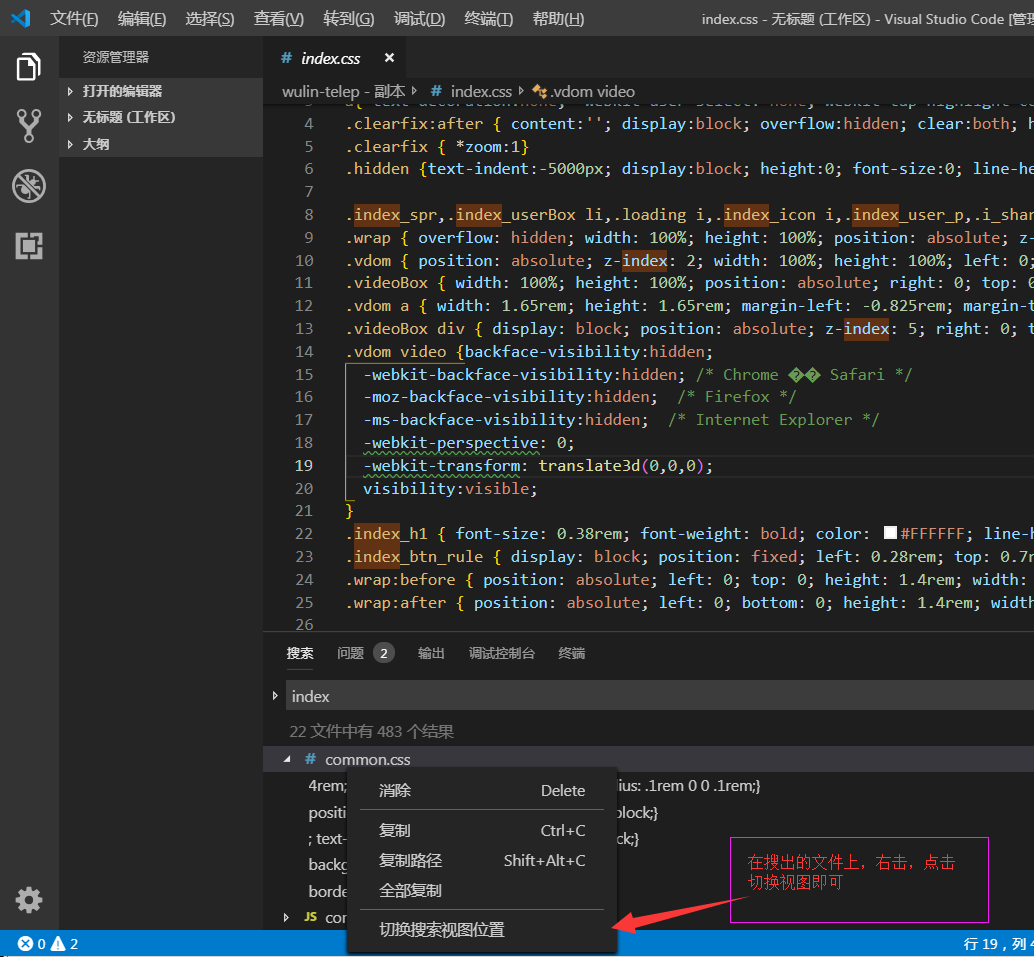 文件(F) 编辑(E) 选择(S) 查看(V) 转到(G) 调试(D) 终端(T) 帮助(H) index.css - 无标题 (工作区) - Visual Studio Code [管理
资源管理器
打开的编辑器
无标题 (工作区)
大纲
# index.css ×
wulin-telep - 副本 # index.css .vdom video
4 .clearfix:after { content:''; display:block; overflow:hidden; clear:both;
5 .clearfix { *zoom:1}
6 .hidden {text-indent:-5000px; display:block; height:0; font-size:0; line-he
7
8 .index_spr,.index_userBox li,.loading i,.index_icon i,.index_user_p,.i_shar
9 .wrap { overflow: hidden; width: 100%; height: 100%; position: absolute; z-
10 .vdom { position: absolute; z-index: 2; width: 100%; height: 100%; left: 0;
11 .videoBox { width: 100%; height: 100%; position: absolute; right: 0; top: 0
12 .vdom a { width: 1.65rem; height: 1.65rem; margin-left: -0.825rem; margin-t
13 .videoBox div { display: block; position: absolute; z-index: 5; right: 0; t
14 .vdom video {backface-visibility:hidden;
15 -webkit-backface-visibility:hidden; /* Chrome �� Safari */
16 -moz-backface-visibility:hidden; /* Firefox */
17 -ms-backface-visibility:hidden; /* Internet Explorer */
18 -webkit-perspective: 0;
19 -webkit-transform: translate3d(0,0,0);
20 visibility:visible;
21 }
22 .index_h1 { font-size: 0.38rem; font-weight: bold; color: #FFFFFF; line-h
23 .index_btn_rule { display: block; position: fixed; left: 0.28rem; top: 0.7r
24 .wrap:before { position: absolute; left: 0; top: 0; height: 1.4rem; width:
25 .wrap:after { position: absolute; left: 0; bottom: 0; height: 1.4rem; widt
26
搜索 问题 2 输出 调试控制台 终端
index
22 文件中有 483 个结果
# common.css
4rem; ius: .1rem 0 0 .1rem;}
positi block;}
; text- ck;}
backg
borde
JS con
消除 Delete
复制 Ctrl+C
复制路径 Shift+Alt+C
全部复制
切换搜索视图位置
在搜出的文件上，右击，点击
切换视图即可
0 2 行 19，列 4